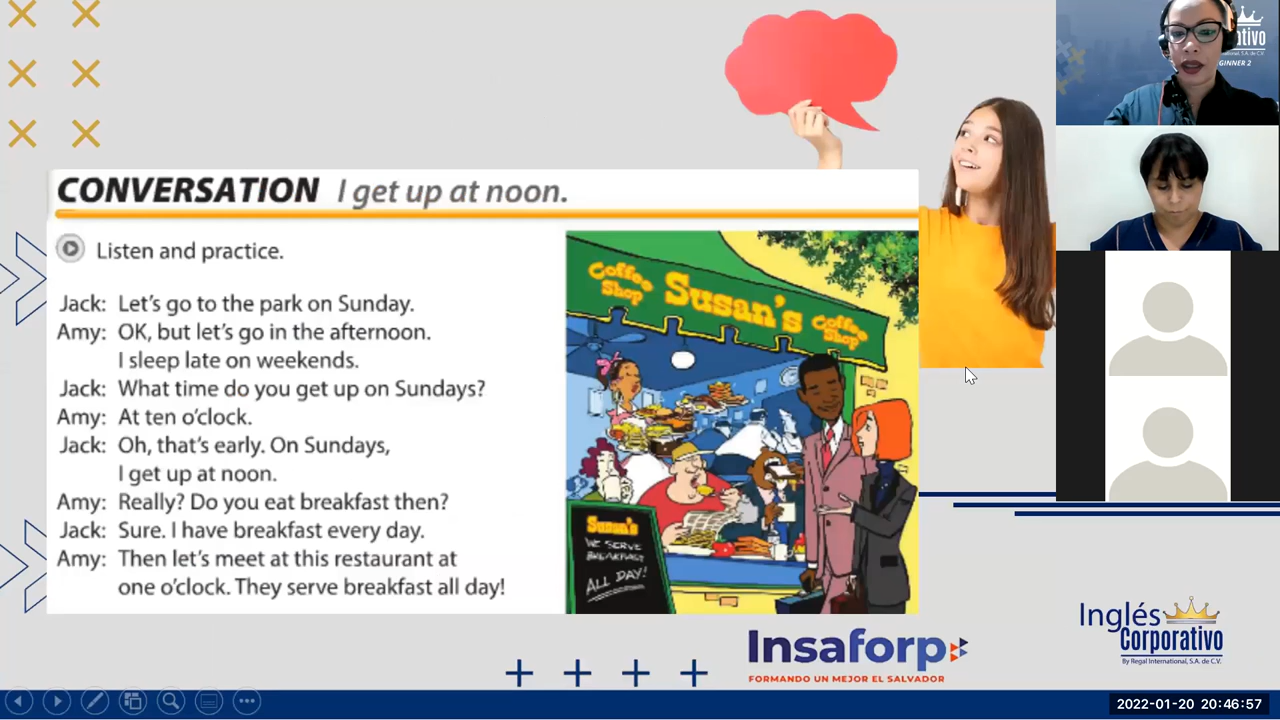 CONVERSATION I get up at noon.
Listen and practice.
Jack: Let's go to the park on Sunday.
Amy: OK, but let's go in the afternoon.
I sleep late on weekends.
Jack: What time do you get up on Sundays?
Amy: At ten o'clock.
Jack: Oh, that's early. On Sundays,
I get up at noon.
Amy: Really? Do you eat breakfast then?
Jack: Sure. I have breakfast every day.
Amy: Then let's meet at this restaurant at
one o'clock. They serve breakfast all day!
Coffee Shop Susan's Coffee Shop
Susan's
WE SERVE
BREAKFAST
ALL DAY!
Insaforp
FORMANDO UN MEJOR EL SALVADOR
Inglés
Corporativo
By Regal International, S.A. de C.V.
GINNER 2
2022-01-20 20:46:57